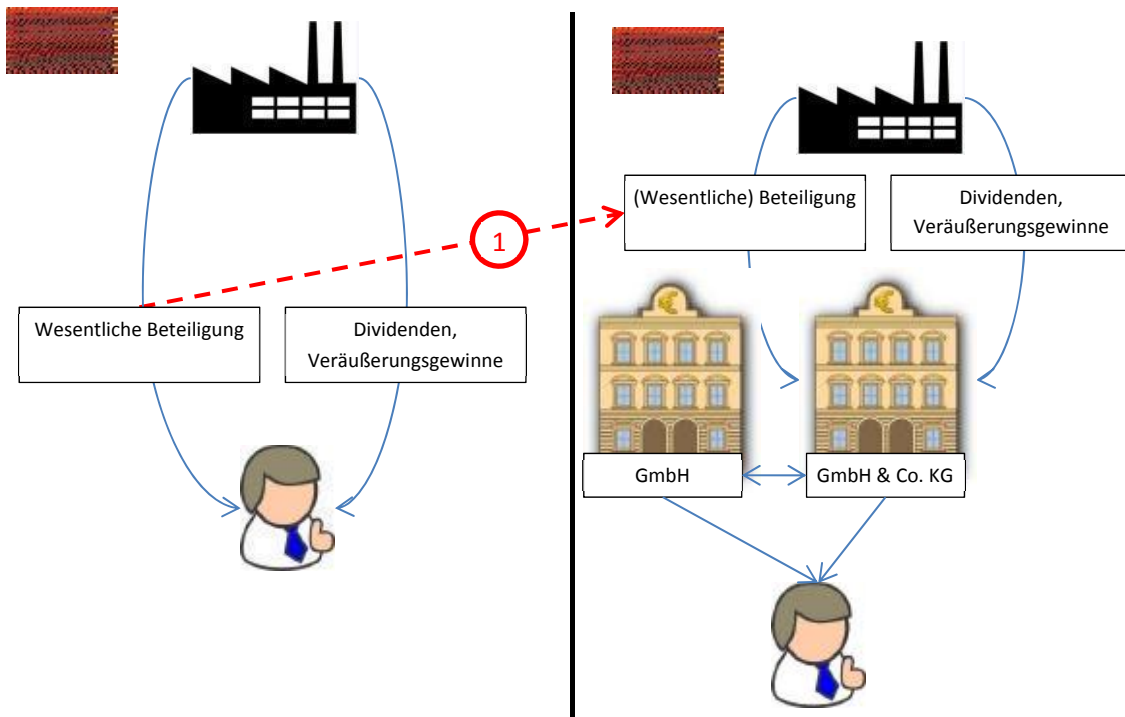 Wesentliche Beteiligung
Dividenden,
Veräußerungsgewinne
1
(Wesentliche) Beteiligung
Dividenden,
Veräußerungsgewinne
€
€
GmbH
GmbH & Co. KG